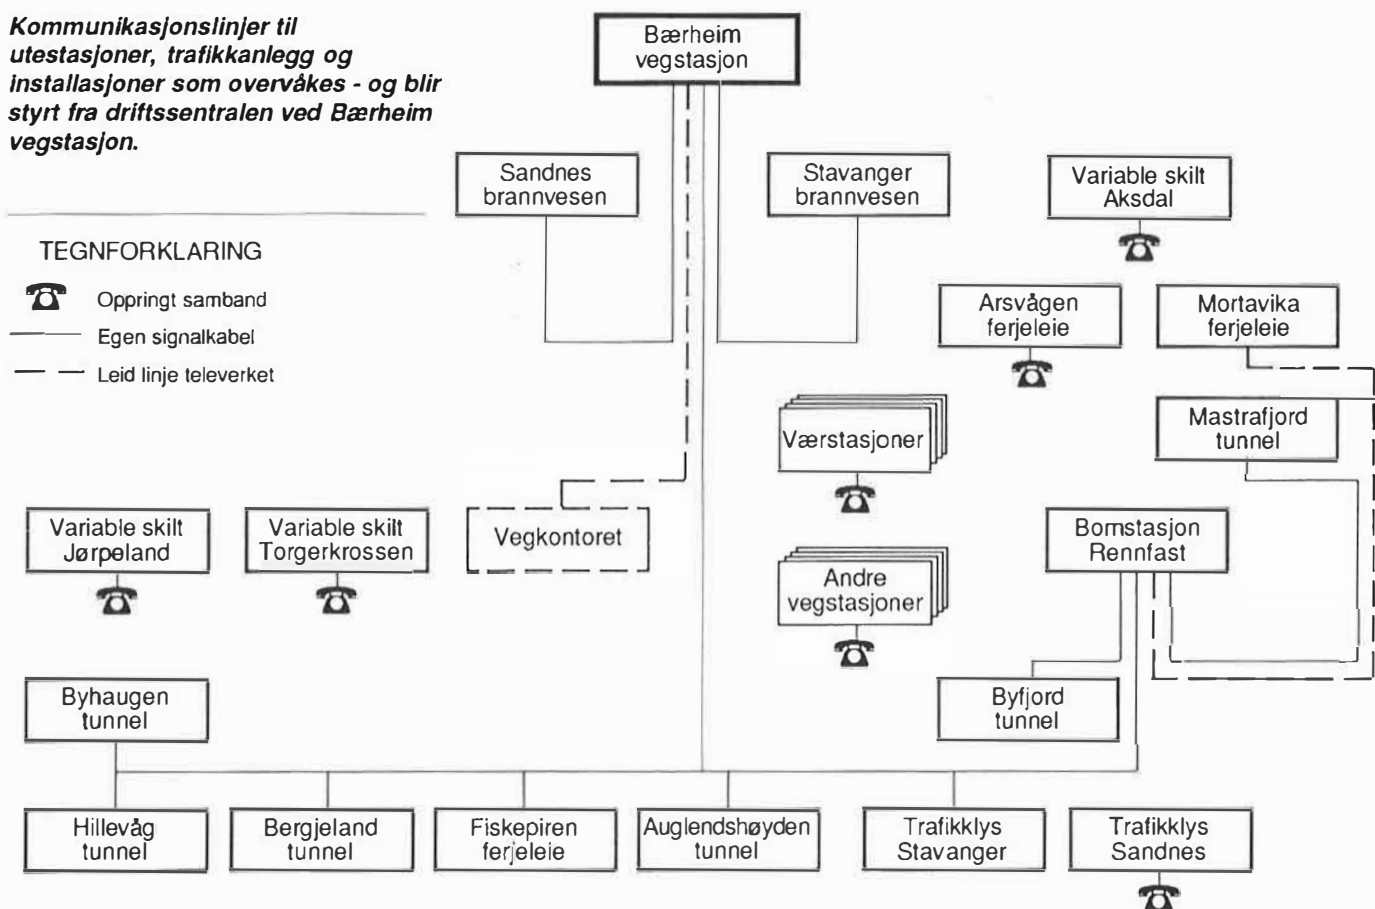 Kommunikasjonslinjer til
utestasjoner, trafikkanlegg og
installasjoner som overvåkes - og blir
styrt fra driftssentralen ved Bærheim
vegstasjon.
TEGNFORKLARING
Oppringt samband
Egen signalkabel
Leid linje televerket
Bærheim
vegstasjon
Sandnes
brannvesen
Stavanger
brannvesen
Variable skilt
Aksdal
Arsvågen
ferjeleie
Mortavika
ferjeleie
Værstasjoner
Mastrafjord
tunnel
Variable skilt
Jørpeland
Variable skilt
Torgerkrossen
Vegkontoret
Andre
vegstasjoner
Bomstasjon
Rennfast
Byhaugen
tunnel
Byfjord
tunnel
Hillevåg
tunnel
Bergjeland
tunnel
Fiskepiren
ferjeleie
Auglendshøyden
tunnel
Trafikklys
Stavanger
Trafikklys
Sandnes